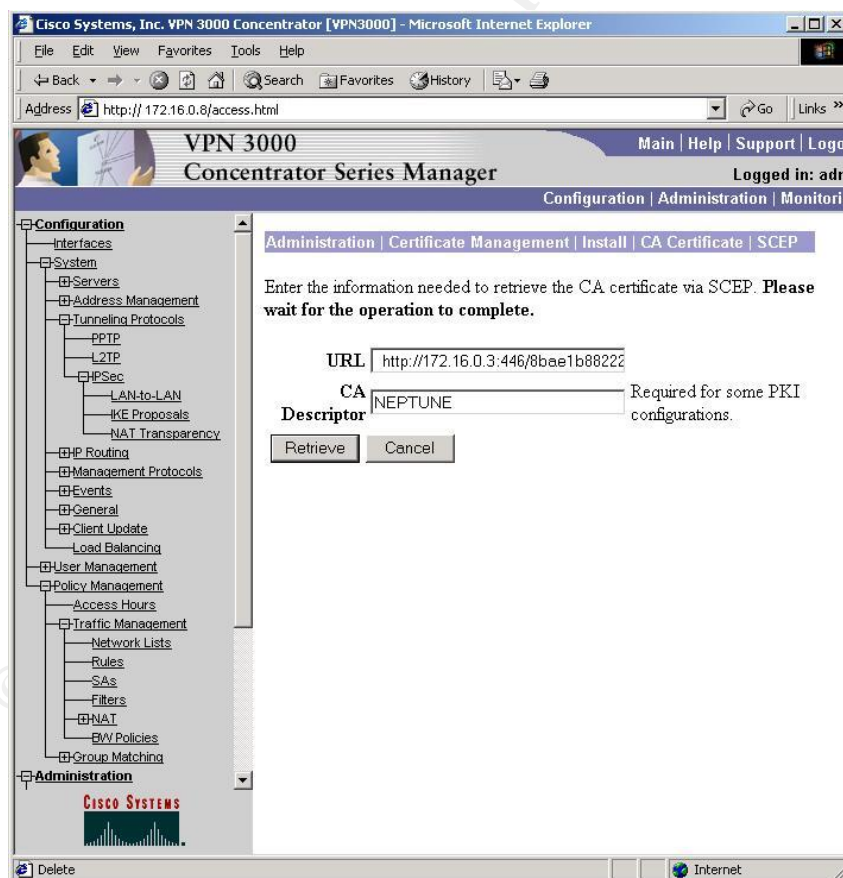 Cisco Systems, Inc. VPN 3000 Concentrator [VPN3000] - Microsoft Internet Explorer
File Edit View Favorites Tools Help
Back Search Favorites History
Address http:// 172.16.0.8/access.html Go Links »
VPN 3000
Concentrator Series Manager
Main | Help | Support | Logo
Logged in: adr
Configuration | Administration | Monitori
Configuration
Interfaces
System
Servers
Address Management
Tunneling Protocols
PPTP
L2TP
IPSec
LAN-to-LAN
IKE Proposals
NAT Transparency
IP Routing
Management Protocols
Events
General
Client Update
Load Balancing
User Management
Policy Management
Access Hours
Traffic Management
Network Lists
Rules
SAs
Filters
NAT
BW Policies
Group Matching
Administration
CISCO SYSTEMS
Administration | Certificate Management | Install | CA Certificate | SCEP
Enter the information needed to retrieve the CA certificate via SCEP. Please
wait for the operation to complete.
URL http://172.16.0.3:446/8bae1b88222
CA Descriptor NEPTUNE Required for some PKI
configurations.
Retrieve Cancel
Delete Internet